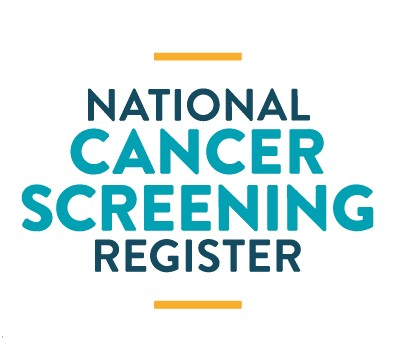 NATIONAL
CANCER
SCREENING
REGISTER